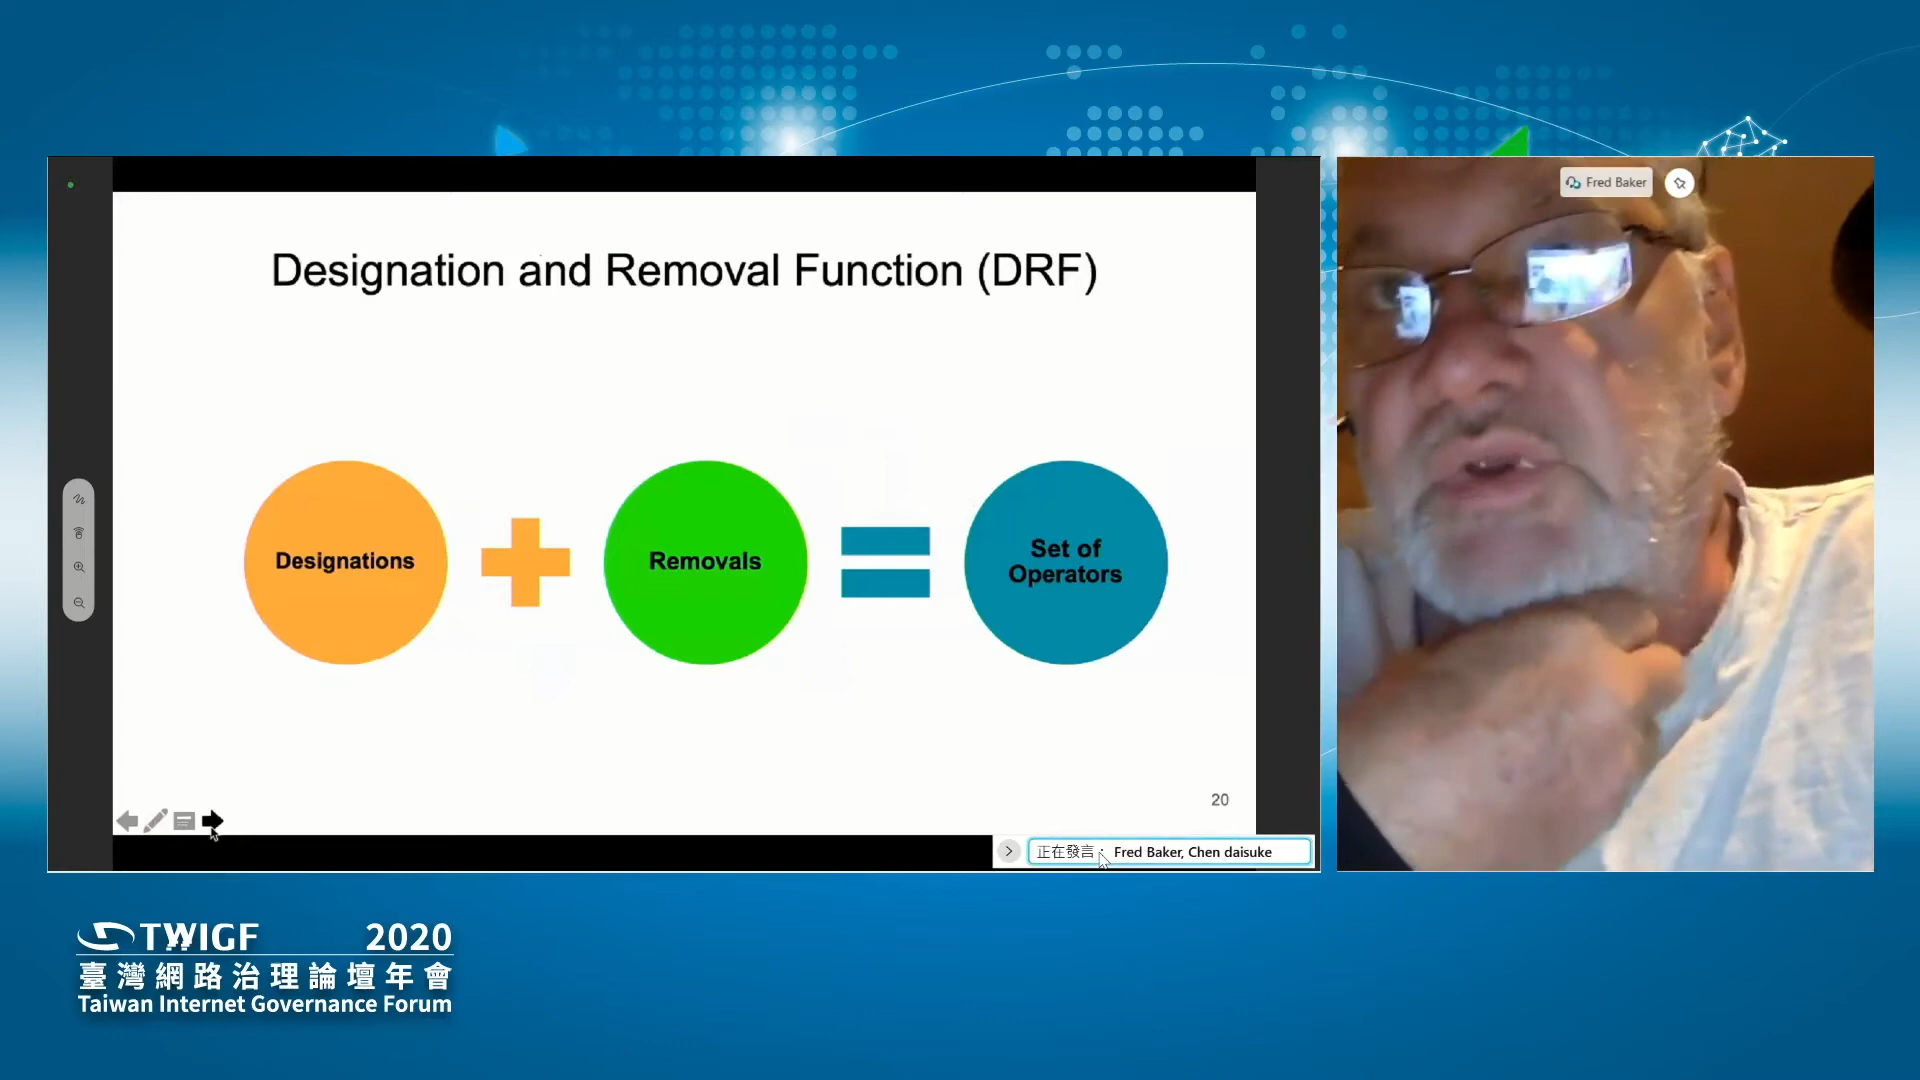 Fred Baker
Designation and Removal Function (DRF)
Designations
Removals
Set of
Operators
20
正在發言： Fred Baker, Chen daisuke
TWIGF 2020
臺灣網路治理論壇年會
Taiwan Internet Governance Forum